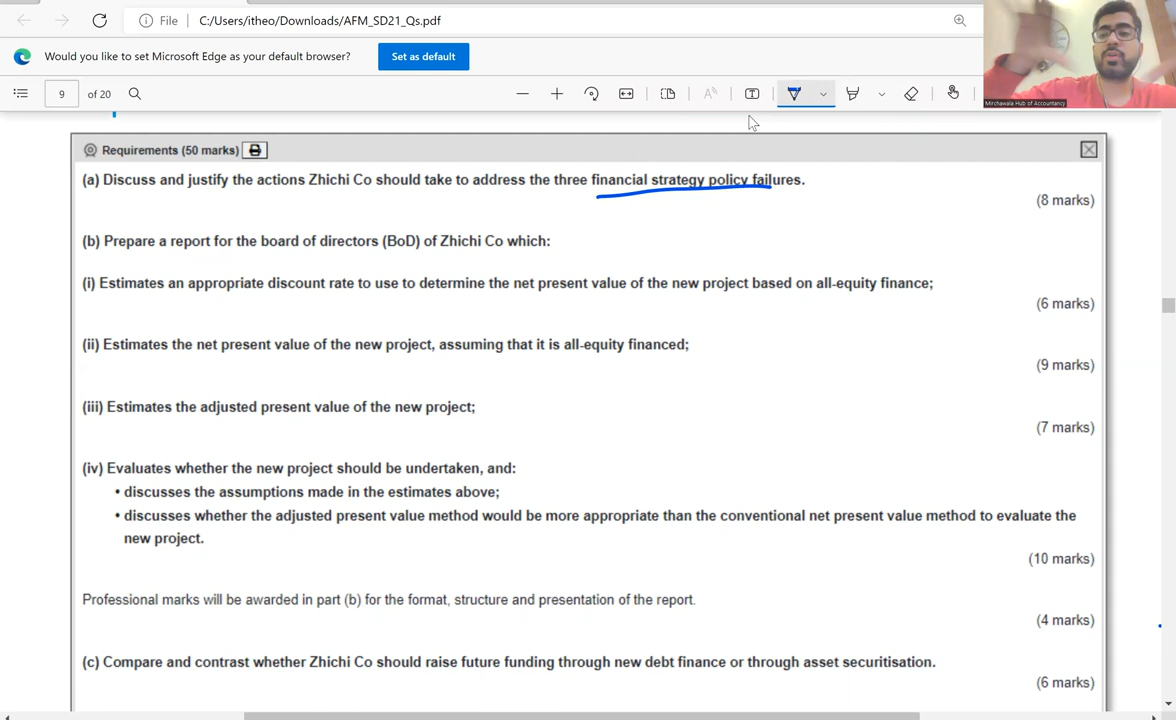 File C:/Users/itheo/Downloads/AFM_SD21_Qs.pdf
Would you like to set Microsoft Edge as your default browser? Set as default
9 of 20
Mirchawala Hub of Accountancy
Requirements (50 marks)
(a) Discuss and justify the actions Zhichi Co should take to address the three financial strategy policy failures.
(8 marks)
(b) Prepare a report for the board of directors (BoD) of Zhichi Co which:
(i) Estimates an appropriate discount rate to use to determine the net present value of the new project based on all-equity finance;
(6 marks)
(ii) Estimates the net present value of the new project, assuming that it is all-equity financed;
(9 marks)
(iii) Estimates the adjusted present value of the new project;
(7 marks)
(iv) Evaluates whether the new project should be undertaken, and:
• discusses the assumptions made in the estimates above;
• discusses whether the adjusted present value method would be more appropriate than the conventional net present value method to evaluate the
new project.
(10 marks)
Professional marks will be awarded in part (b) for the format, structure and presentation of the report.
(4 marks)
(c) Compare and contrast whether Zhichi Co should raise future funding through new debt finance or through asset securitisation.
(6 marks)